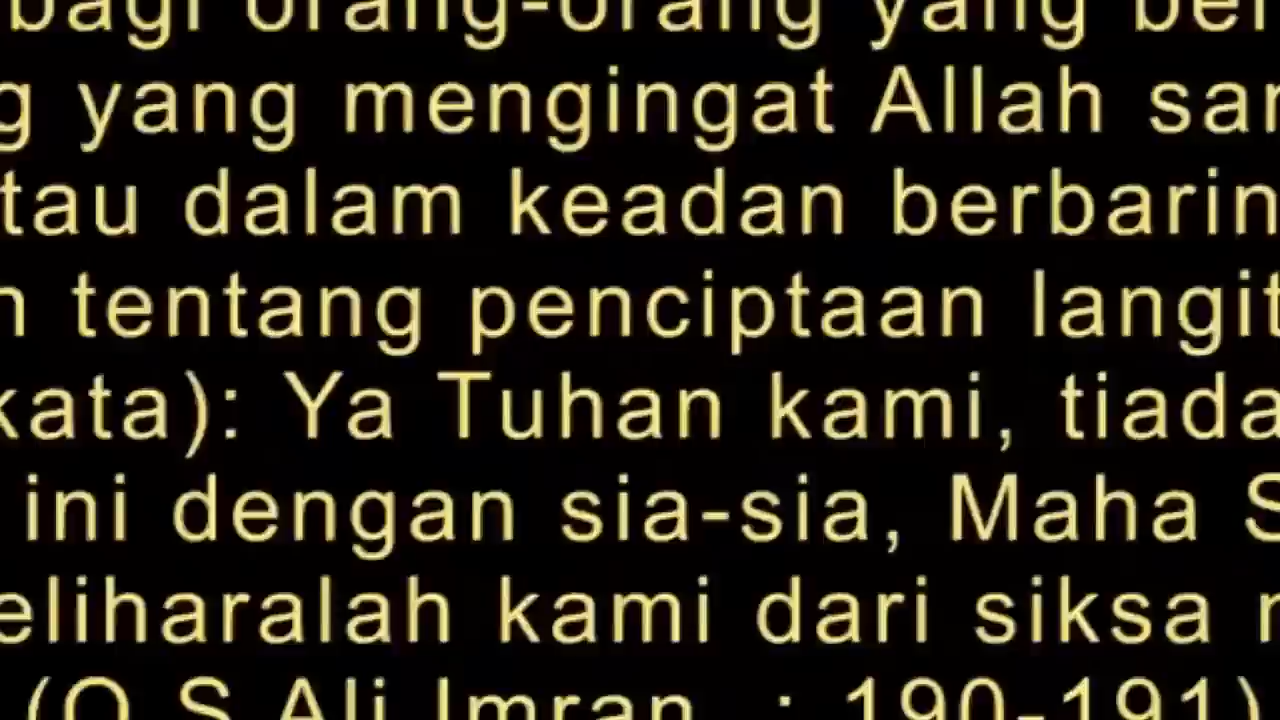 bagi orang-orang yang ber
g yang mengingat Allah sar
tau dalam keadan berbarin
n tentang penciptaan langit
kata): Ya Tuhan kami, tiada
ini dengan sia-sia, Maha S
eliharalah kami dari siksa n
(Q.S Ali Imran : 190-191)